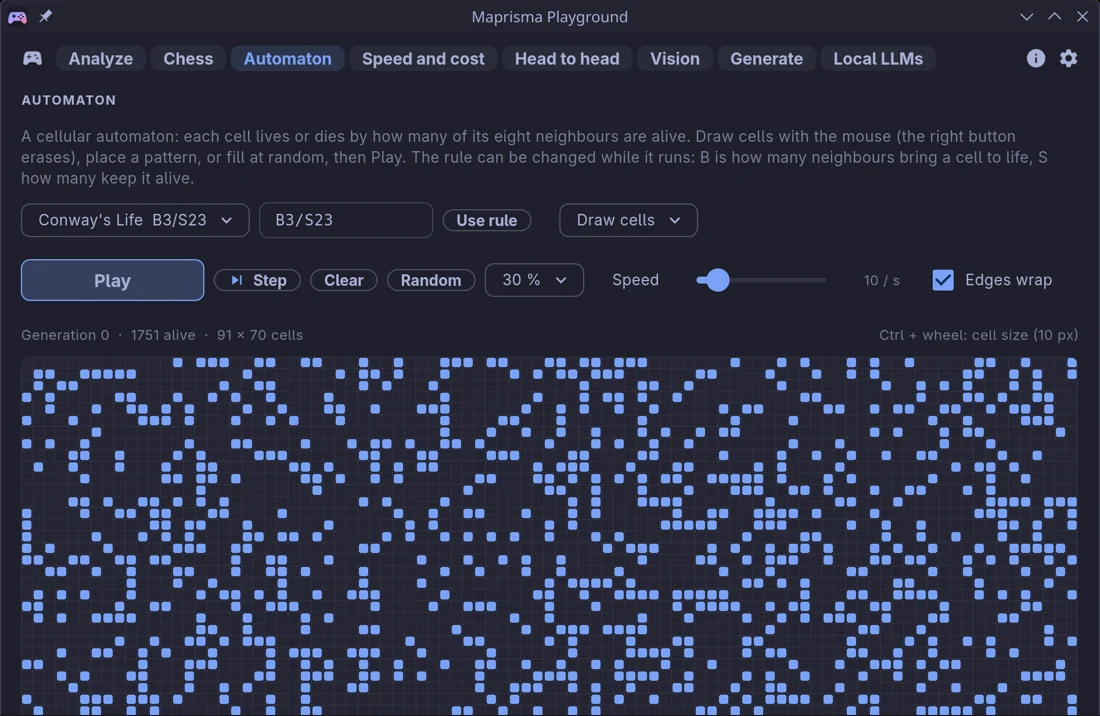 Maprisma Playground
Analyze Chess Automaton Speed and cost Head to head Vision Generate Local LLMs
AUTOMATON
A cellular automaton: each cell lives or dies by how many of its eight neighbours are alive. Draw cells with the mouse (the right button
erases), place a pattern, or fill at random, then Play. The rule can be changed while it runs: B is how many neighbours bring a cell to life, S
how many keep it alive.
Conway's Life B3/S23 B3/S23 Use rule Draw cells
Play Step Clear Random 30 % Speed 10 / s Edges wrap
Generation 0 · 1751 alive · 91 × 70 cells Ctrl + wheel: cell size (10 px)